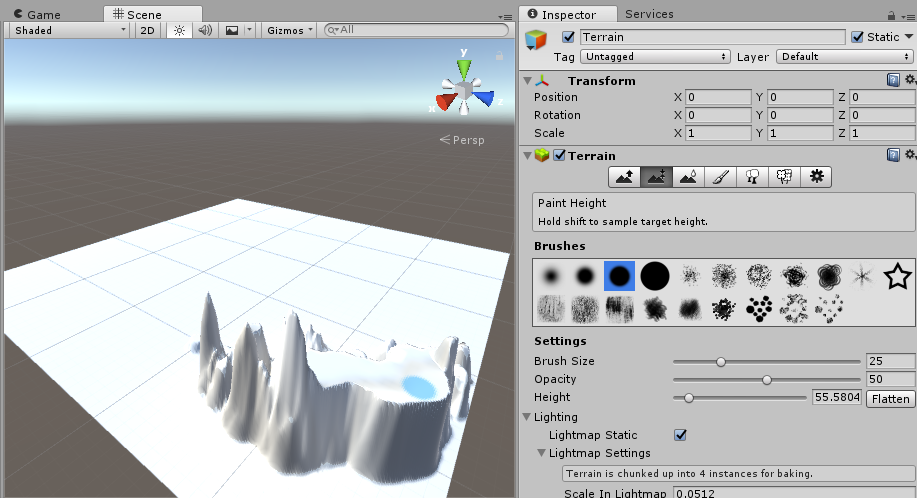 Game Scene
Inspector Services
Shaded 2D Gizmos All
Terrain Static
Tag Untagged Layer Default
y
x z
Persp
Transform
Position X 0 Y 0 Z 0
Rotation X 0 Y 0 Z 0
Scale X 1 Y 1 Z 1
Terrain
Paint Height
Hold shift to sample target height.
Brushes
Settings
Brush Size 25
Opacity 50
Height 55.5804 Flatten
Lighting
Lightmap Static
Lightmap Settings
Terrain is chunked up into 4 instances for baking.
Scale In Lightmap 0.0512